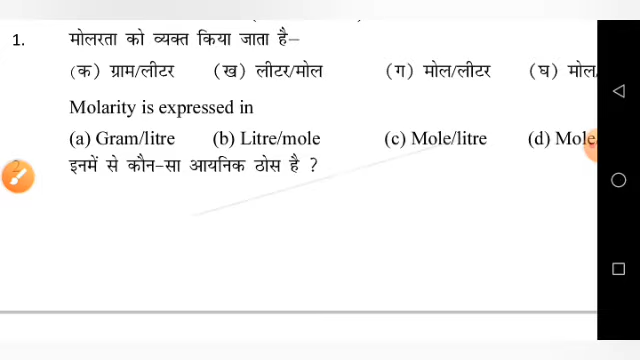 1. मोलरता को व्यक्त किया जाता है–
(क) ग्राम/लीटर (ख) लीटर/मोल (ग) मोल/लीटर (घ) मोल/
Molarity is expressed in
(a) Gram/litre (b) Litre/mole (c) Mole/litre (d) Mole
इनमें से कौन-सा आयनिक ठोस है ?